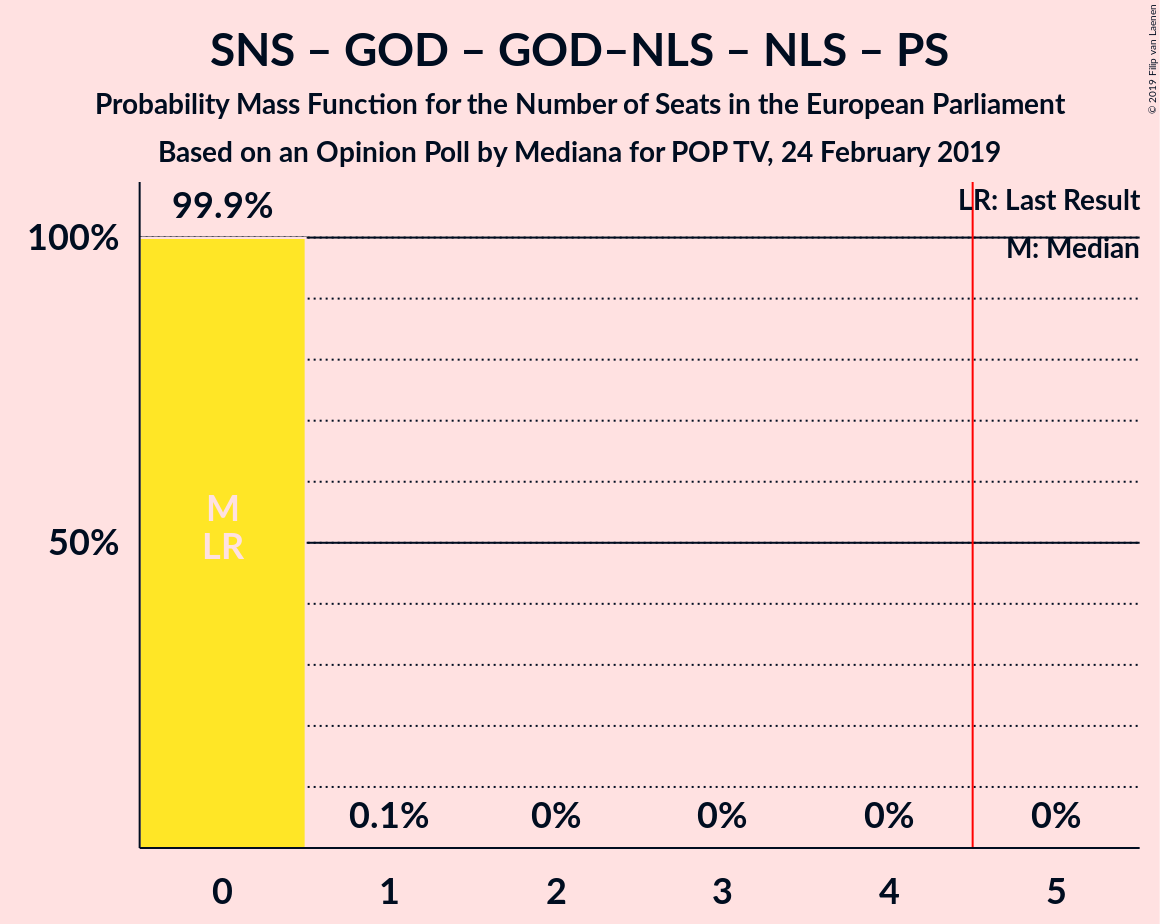 SNS – GOD – GOD–NLS – NLS – PS
Probability Mass Function for the Number of Seats in the European Parliament
Based on an Opinion Poll by Mediana for POP TV, 24 February 2019
© 2019 Filip van Laenen
LR: Last Result
M: Median
99.9%
100%
M
LR
50%
0.1%
0%
0%
0%
0%
0
1
2
3
4
5